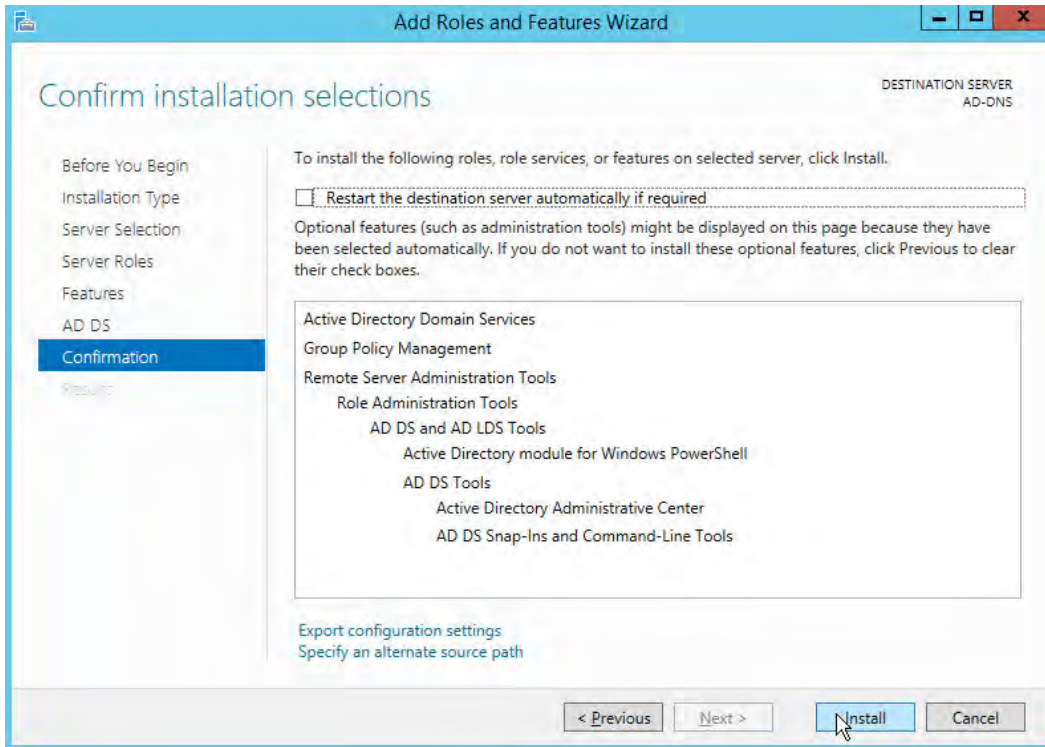 Add Roles and Features Wizard
Confirm installation selections
DESTINATION SERVER
AD-DNS
Before You Begin
Installation Type
Server Selection
Server Roles
Features
AD DS
Confirmation
Results
To install the following roles, role services, or features on selected server, click Install.
Restart the destination server automatically if required
Optional features (such as administration tools) might be displayed on this page because they have
been selected automatically. If you do not want to install these optional features, click Previous to clear
their check boxes.
Active Directory Domain Services
Group Policy Management
Remote Server Administration Tools
Role Administration Tools
AD DS and AD LDS Tools
Active Directory module for Windows PowerShell
AD DS Tools
Active Directory Administrative Center
AD DS Snap-Ins and Command-Line Tools
Export configuration settings
Specify an alternate source path
< Previous
Next >
Install
Cancel